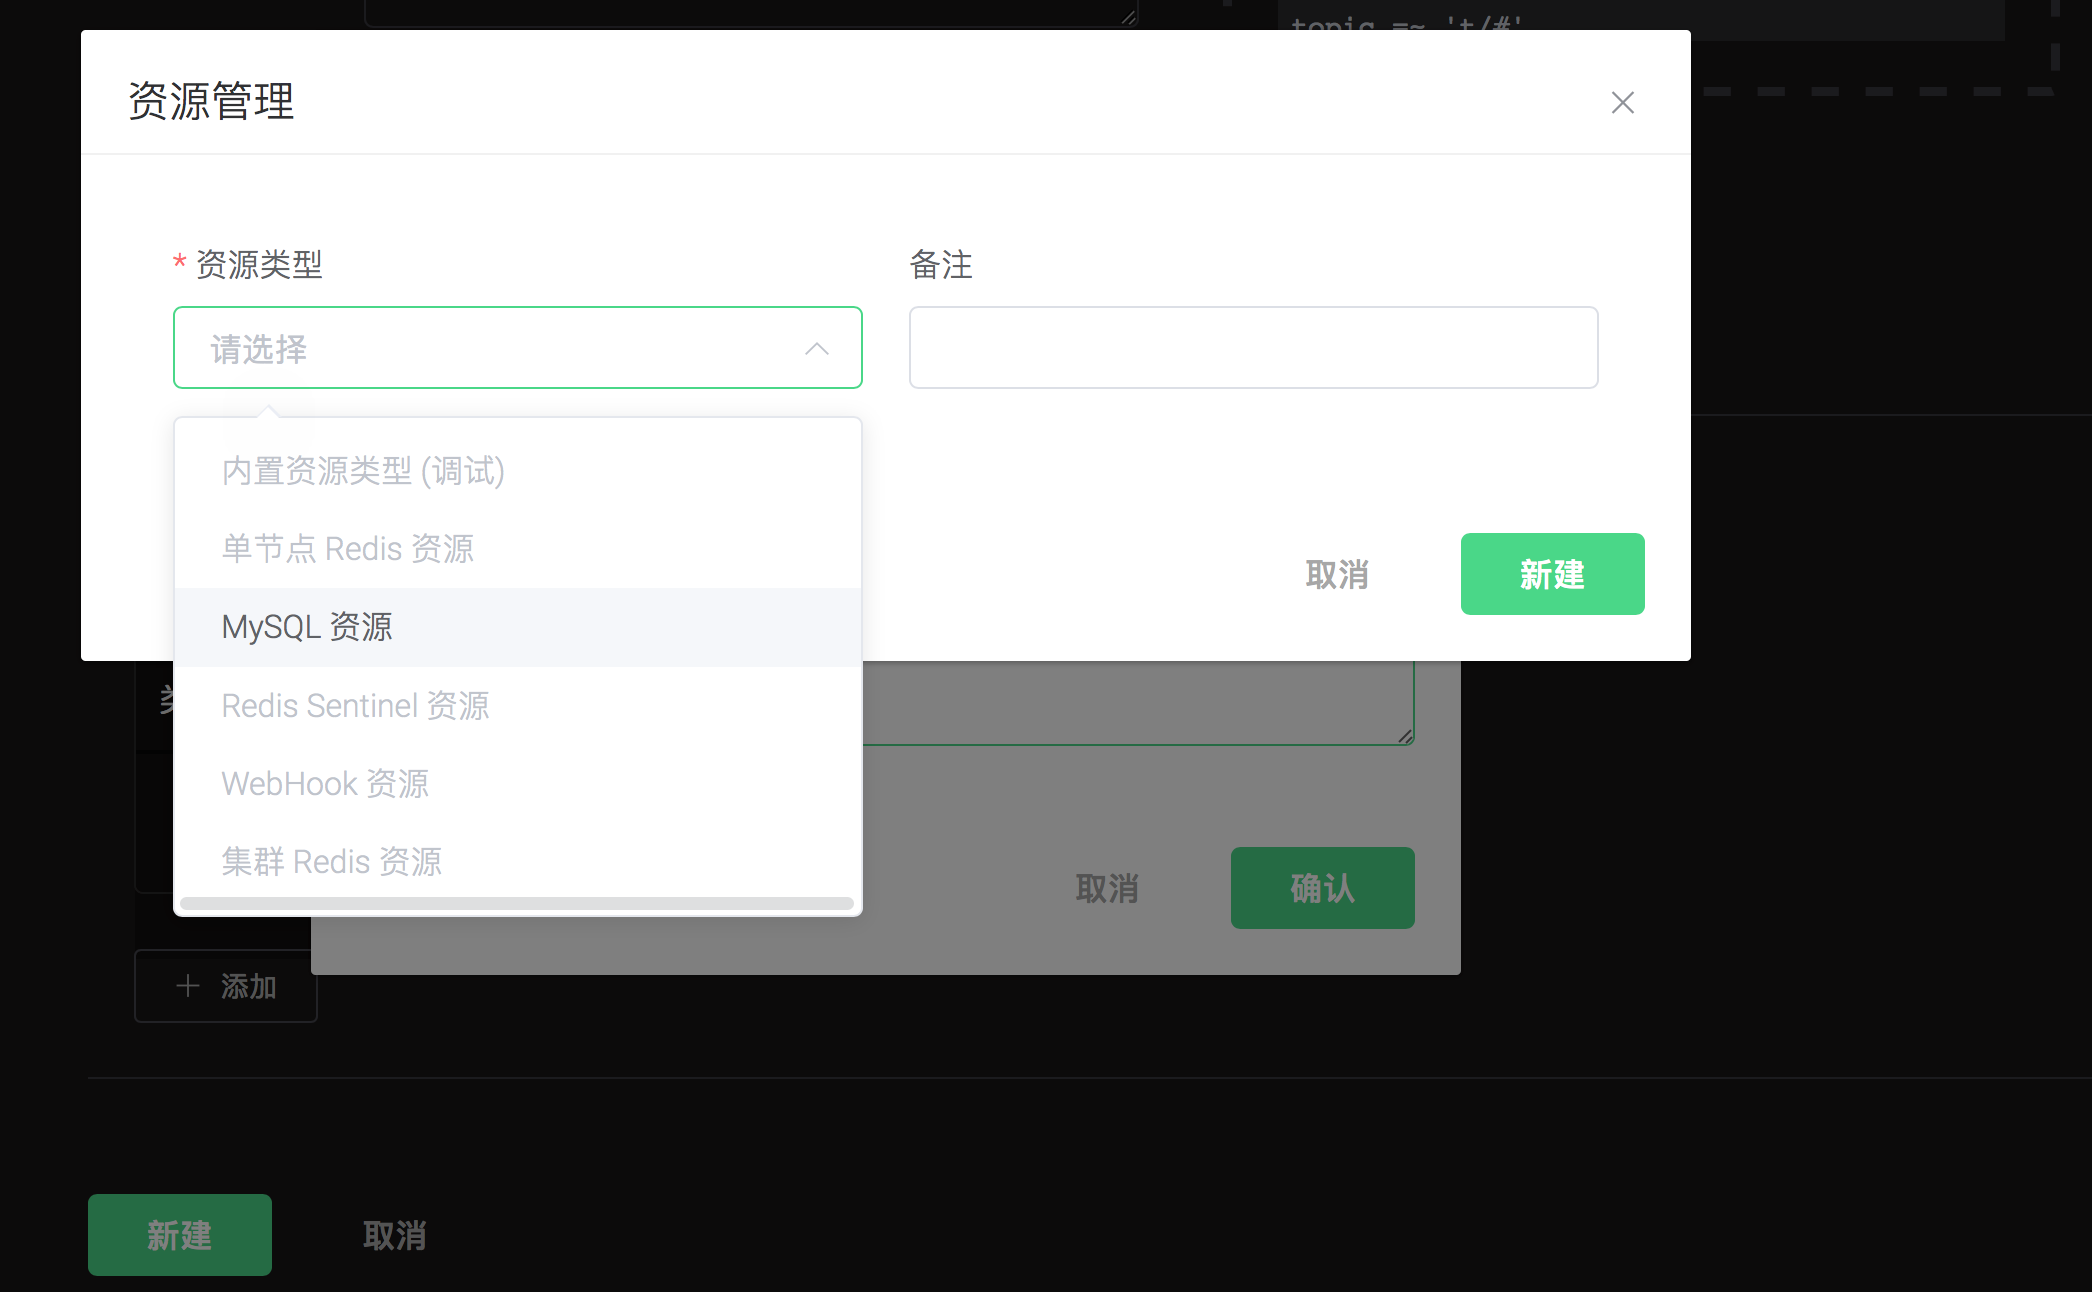 topic =~ 't/#'
资源管理
* 资源类型
备注
请选择
内置资源类型 (调试)
单节点 Redis 资源
MySQL 资源
Redis Sentinel 资源
WebHook 资源
集群 Redis 资源
取消
新建
取消
确认
添加
新建
取消